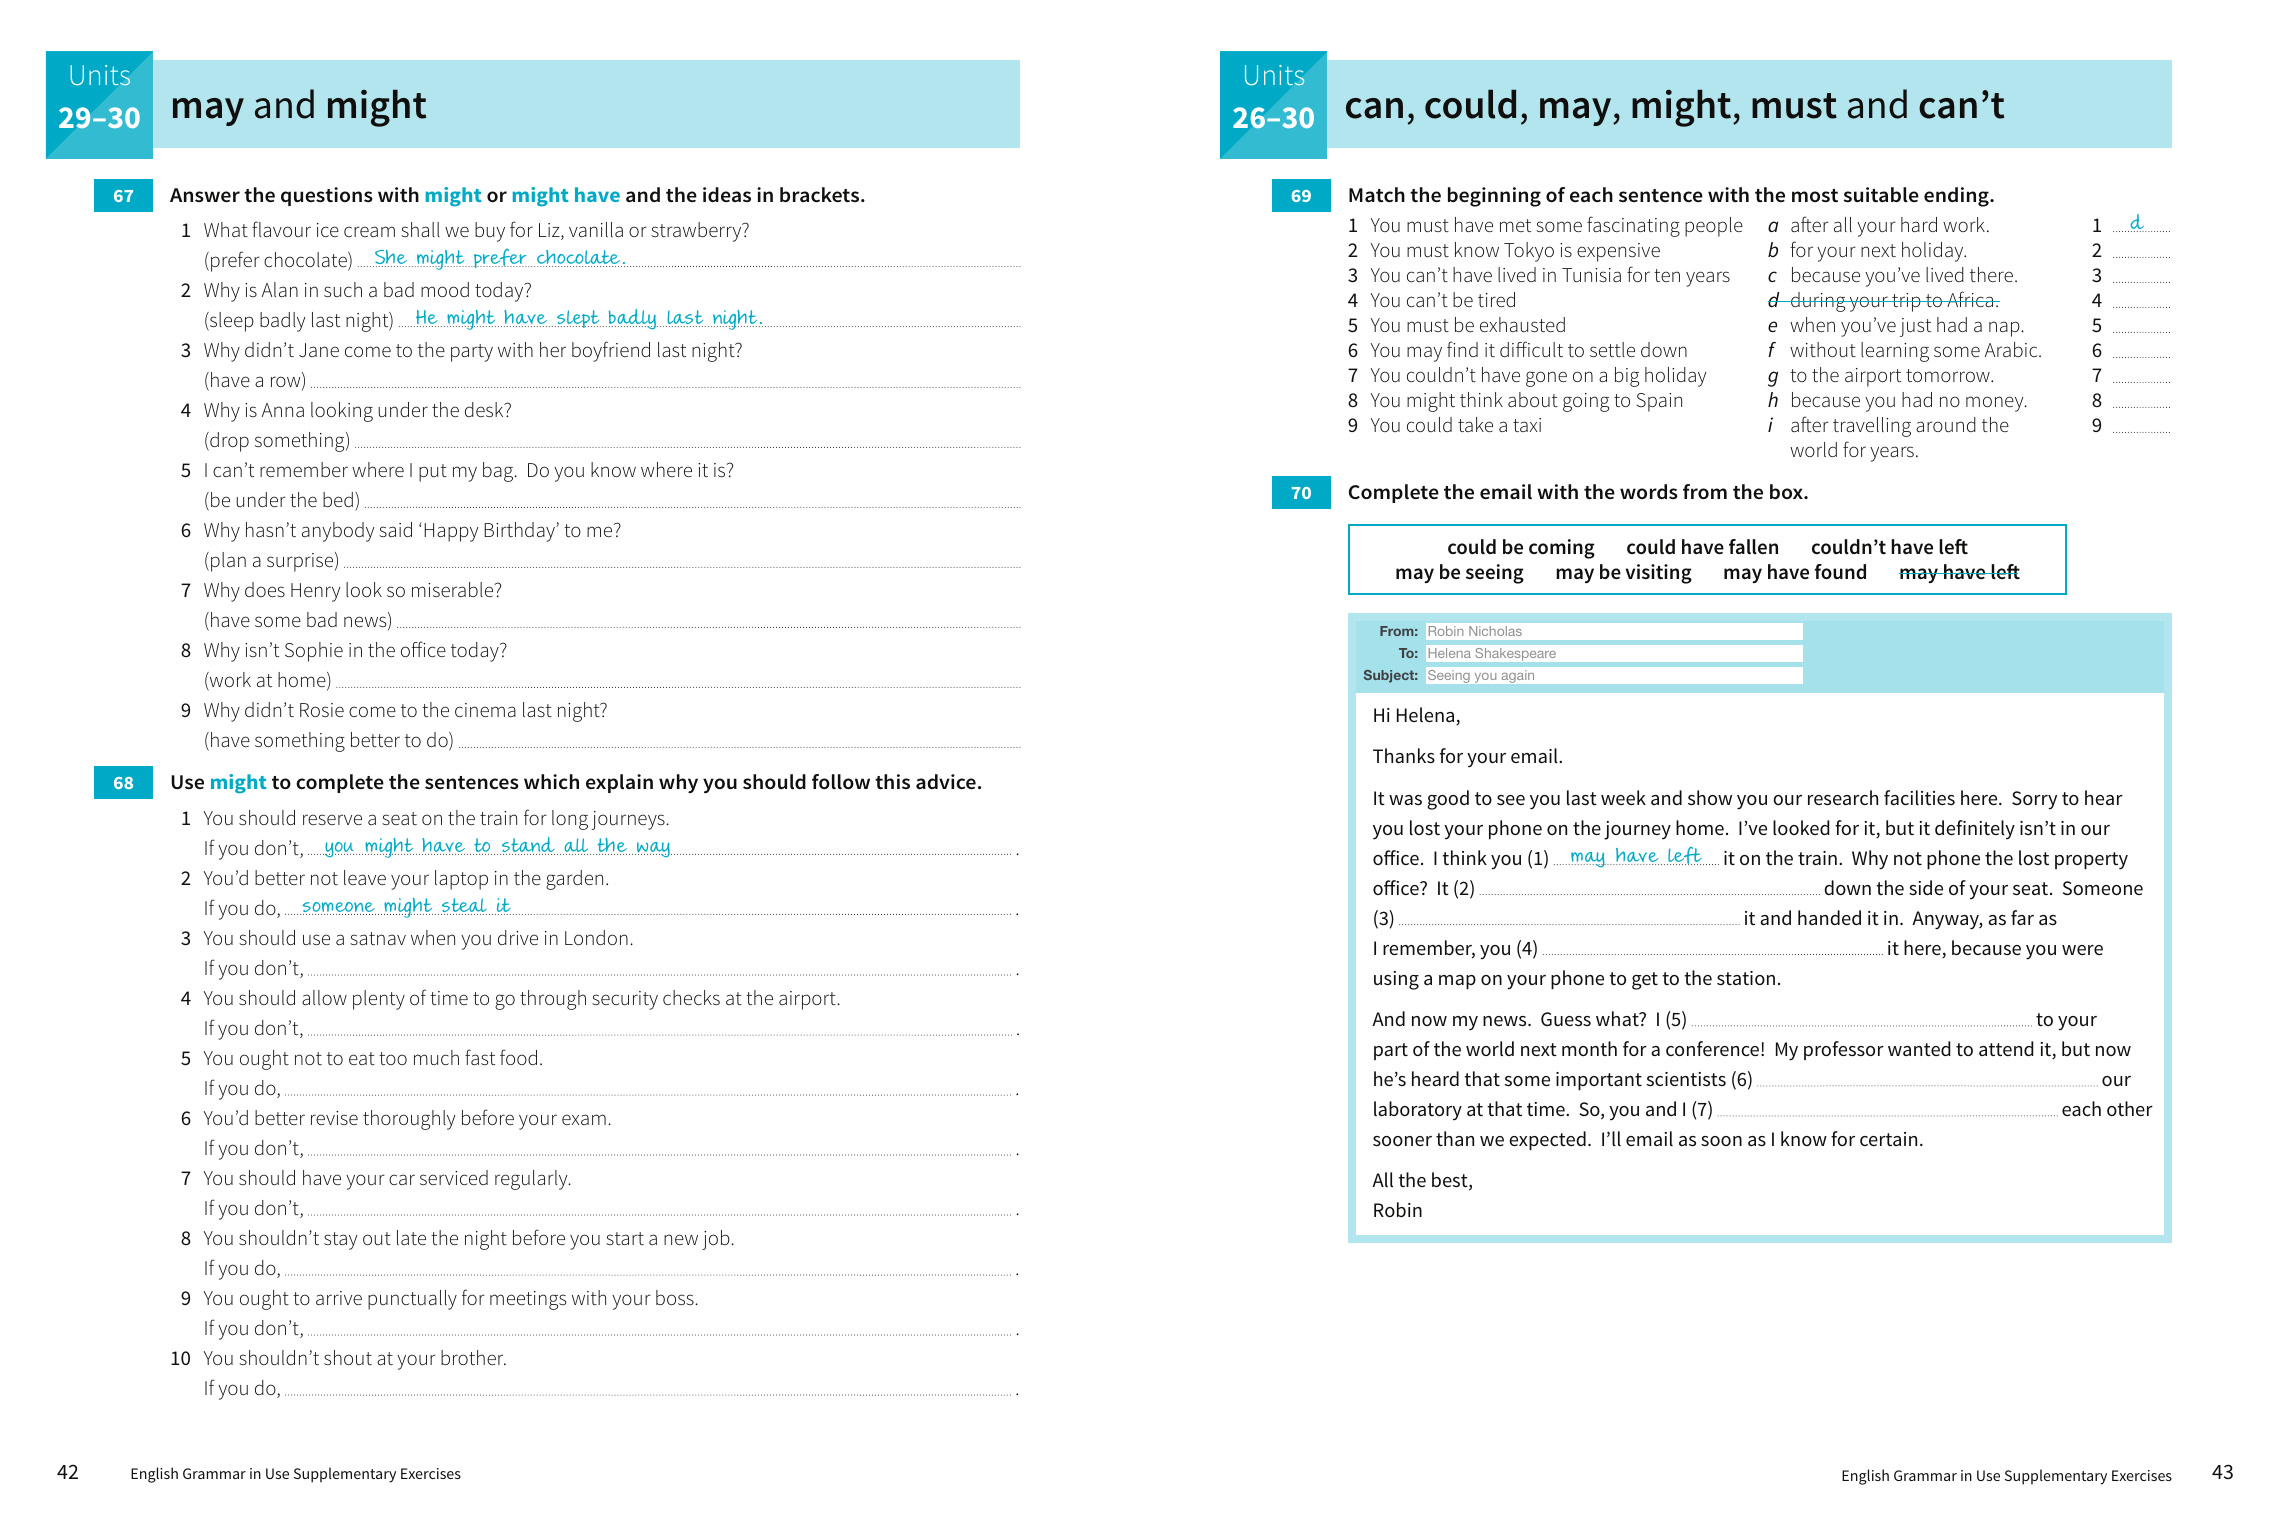 Units
29–30
may and might
67 Answer the questions with might or might have and the ideas in brackets.
1 What flavour ice cream shall we buy for Liz, vanilla or strawberry?
(prefer chocolate) She might prefer chocolate.
2 Why is Alan in such a bad mood today?
(sleep badly last night) He might have slept badly last night.
3 Why didn’t Jane come to the party with her boyfriend last night?
(have a row)
4 Why is Anna looking under the desk?
(drop something)
5 I can’t remember where I put my bag. Do you know where it is?
(be under the bed)
6 Why hasn’t anybody said ‘Happy Birthday’ to me?
(plan a surprise)
7 Why does Henry look so miserable?
(have some bad news)
8 Why isn’t Sophie in the office today?
(work at home)
9 Why didn’t Rosie come to the cinema last night?
(have something better to do)
68 Use might to complete the sentences which explain why you should follow this advice.
1 You should reserve a seat on the train for long journeys.
If you don’t, you might have to stand all the way .
2 You’d better not leave your laptop in the garden.
If you do, someone might steal it .
3 You should use a satnav when you drive in London.
If you don’t, .
4 You should allow plenty of time to go through security checks at the airport.
If you don’t, .
5 You ought not to eat too much fast food.
If you do, .
6 You’d better revise thoroughly before your exam.
If you don’t, .
7 You should have your car serviced regularly.
If you don’t, .
8 You shouldn’t stay out late the night before you start a new job.
If you do, .
9 You ought to arrive punctually for meetings with your boss.
If you don’t, .
10 You shouldn’t shout at your brother.
If you do, .
42 English Grammar in Use Supplementary Exercises
Units
26–30
can, could, may, might, must and can’t
69 Match the beginning of each sentence with the most suitable ending.
1 You must have met some fascinating people a after all your hard work. 1 d
2 You must know Tokyo is expensive b for your next holiday. 2
3 You can’t have lived in Tunisia for ten years c because you’ve lived there. 3
4 You can’t be tired d during your trip to Africa. 4
5 You must be exhausted e when you’ve just had a nap. 5
6 You may find it difficult to settle down f without learning some Arabic. 6
7 You couldn’t have gone on a big holiday g to the airport tomorrow. 7
8 You might think about going to Spain h because you had no money. 8
9 You could take a taxi i after travelling around the 9
world for years.
70 Complete the email with the words from the box.
could be coming could have fallen couldn’t have left
may be seeing may be visiting may have found may have left
From: Robin Nicholas
To: Helena Shakespeare
Subject: Seeing you again
Hi Helena,
Thanks for your email.
It was good to see you last week and show you our research facilities here. Sorry to hear
you lost your phone on the journey home. I’ve looked for it, but it definitely isn’t in our
office. I think you (1) may have left it on the train. Why not phone the lost property
office? It (2) down the side of your seat. Someone
(3) it and handed it in. Anyway, as far as
I remember, you (4) it here, because you were
using a map on your phone to get to the station.
And now my news. Guess what? I (5) to your
part of the world next month for a conference! My professor wanted to attend it, but now
he’s heard that some important scientists (6) our
laboratory at that time. So, you and I (7) each other
sooner than we expected. I’ll email as soon as I know for certain.
All the best,
Robin
English Grammar in Use Supplementary Exercises 43